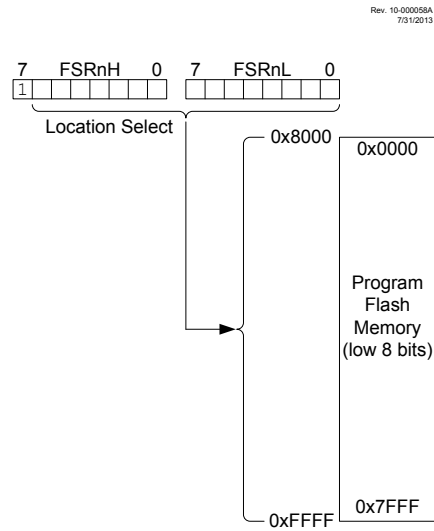 Rev. 10-000058A
7/31/2013
7 FSRnH 0 7 FSRnL 0
1
Location Select
0x8000
0x0000
Program
Flash
Memory
(low 8 bits)
0x7FFF
0xFFFF